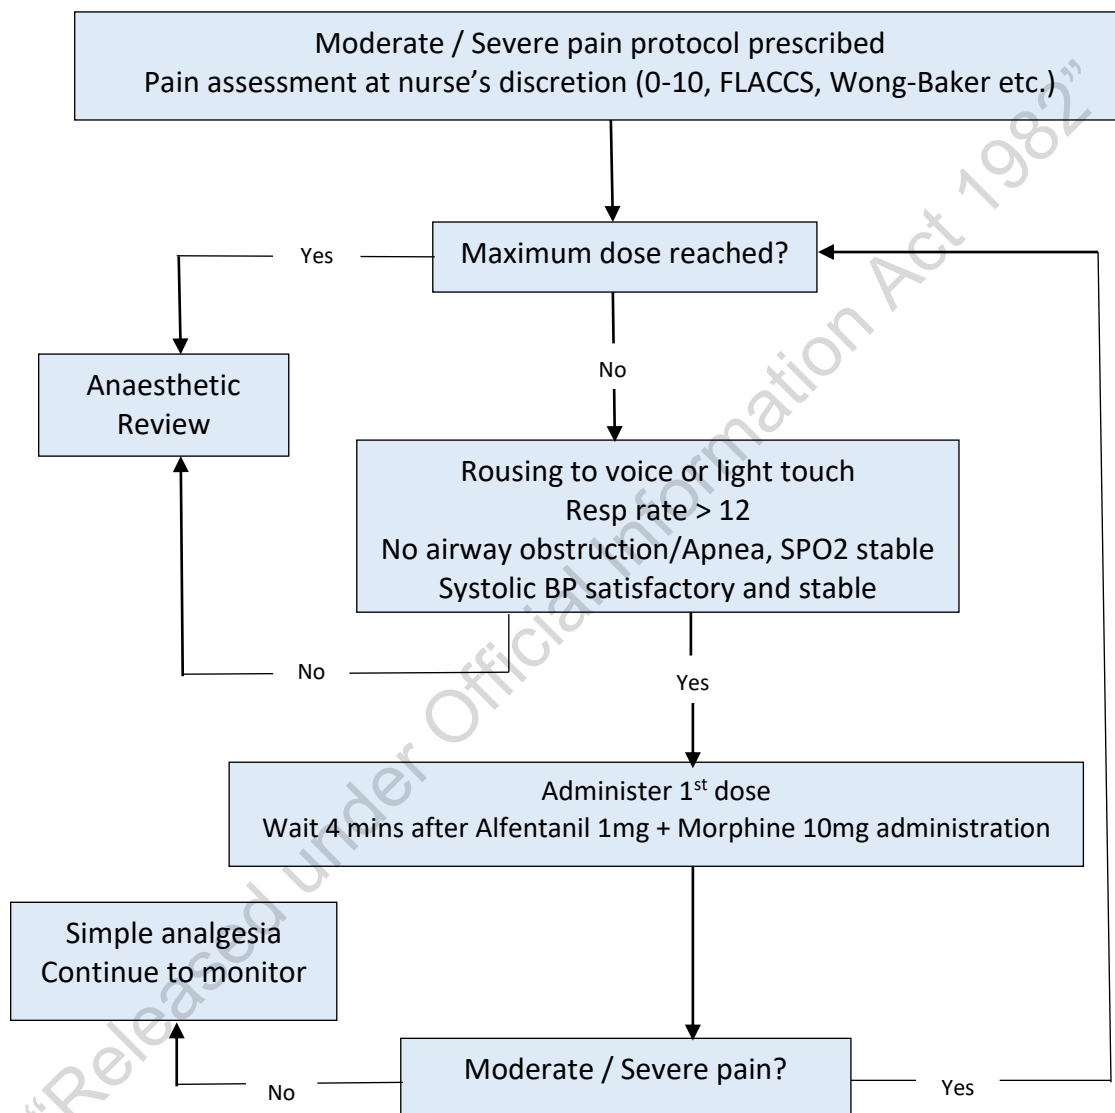 Moderate / Severe pain protocol prescribed
Pain assessment at nurse’s discretion (0-10, FLACCS, Wong-Baker etc.)
Maximum dose reached?
Yes
Anaesthetic
Review
No
Rousing to voice or light touch
Resp rate > 12
No airway obstruction/Apnea, SPO2 stable
Systolic BP satisfactory and stable
No
Yes
Administer 1st dose
Wait 4 mins after Alfentanil 1mg + Morphine 10mg administration
Simple analgesia
Continue to monitor
Moderate / Severe pain?
No
Yes
“Released under Official Information Act 1982”